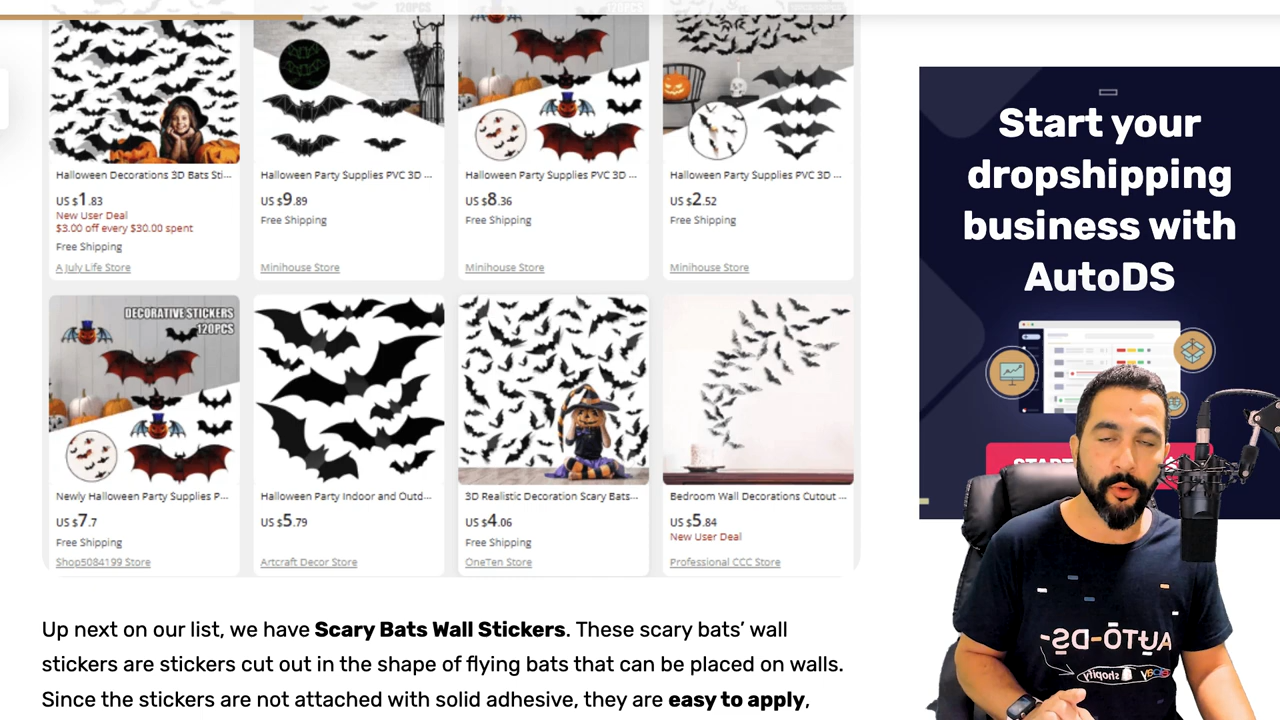 120PCS
Halloween Decorations 3D Bats Sti...
US $1.83
New User Deal
$3.00 off every $30.00 spent
Free Shipping
A July Life Store
Halloween Party Supplies PVC 3D ...
US $9.89
Free Shipping
Minihouse Store
Halloween Party Supplies PVC 3D ...
US $8.36
Free Shipping
Minihouse Store
Halloween Party Supplies PVC 3D ...
US $2.52
Free Shipping
Minihouse Store
DECORATIVE STICKERS
120PCS
Newly Halloween Party Supplies P...
US $7.7
Free Shipping
Shop5084199 Store
Halloween Party Indoor and Outd...
US $5.79
Artcraft Decor Store
3D Realistic Decoration Scary Bats...
US $4.06
Free Shipping
OneTen Store
Bedroom Wall Decorations Cutout ...
US $5.84
New User Deal
Professional CCC Store
Up next on our list, we have Scary Bats Wall Stickers. These scary bats’ wall
stickers are stickers cut out in the shape of flying bats that can be placed on walls.
Since the stickers are not attached with solid adhesive, they are easy to apply,
Start your
dropshipping
business with
AutoDS
AUTO-DS-
shopify
ebay